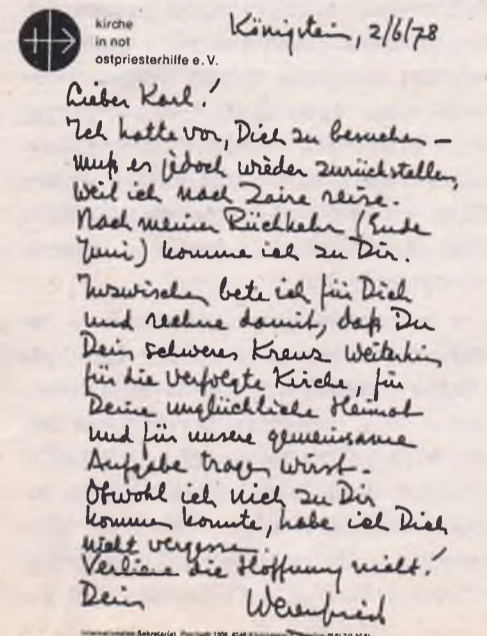 kirche
in not
ostpriesterhilfe e. V.
Königstein, 2/6/78
Lieber Karl!
Ich hatte vor, Dich zu besuchen –
muß es jedoch wieder zurückstellen,
weil ich nach Zaire reise.
Nach meiner Rückkehr (Ende
Juni) komme ich zu Dir.
Inzwischen bete ich für Dich
und rechne damit, daß Du
Dein schweres Kreuz weiterhin
für die verfolgte Kirche, für
Deine unglückliche Heimat
und für unsere gemeinsame
Aufgabe tragen wirst.
Obwohl ich nich zu Dir
kommen konnte, habe ich Dich
nicht vergessen.
Verliere die Hoffnung nicht!
Dein Werenfried
Internationales Sekretariat